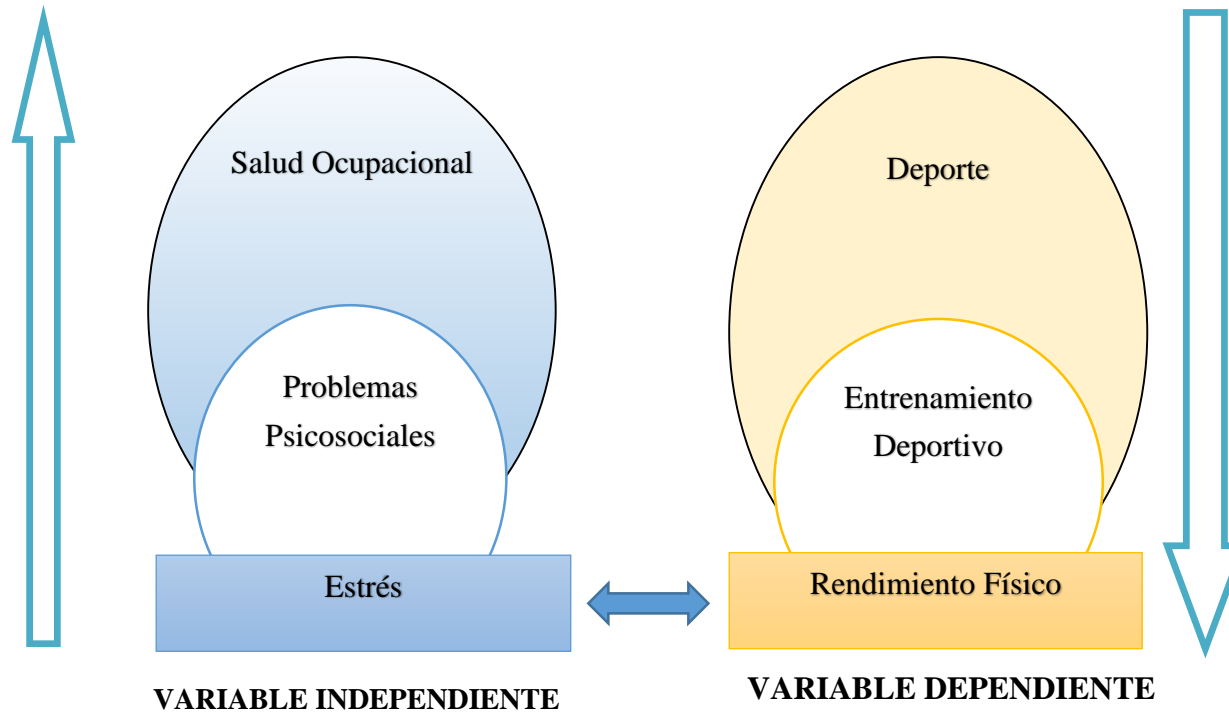 Salud Ocupacional
Problemas
Psicosociales
Estrés
VARIABLE INDEPENDIENTE
Deporte
Entrenamiento
Deportivo
Rendimiento Físico
VARIABLE DEPENDIENTE